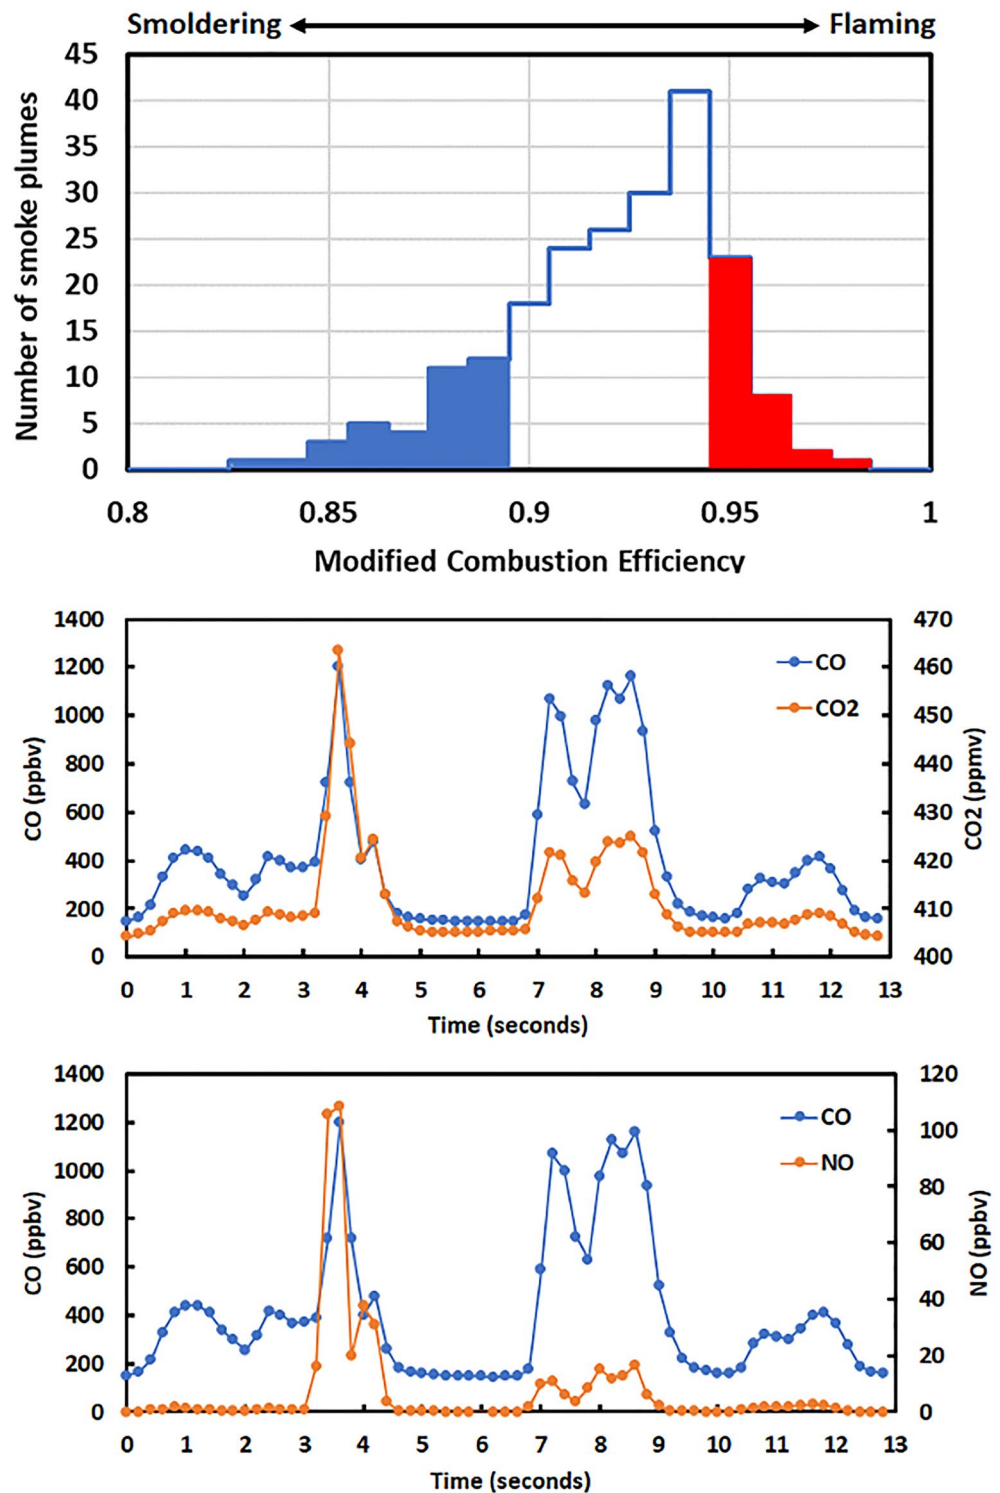 Smoldering Flaming
Number of smoke plumes
45
40
35
30
25
20
15
10
5
0
0.8 0.85 0.9 0.95 1
Modified Combustion Efficiency
CO (ppbv)
1400
1200
1000
800
600
400
200
0
CO
CO2
470
460
450
440
430
420
410
400
CO2 (ppmv)
0 1 2 3 4 5 6 7 8 9 10 11 12 13
Time (seconds)
CO (ppbv)
1400
1200
1000
800
600
400
200
0
CO
NO
120
100
80
60
40
20
0
NO (ppbv)
0 1 2 3 4 5 6 7 8 9 10 11 12 13
Time (seconds)